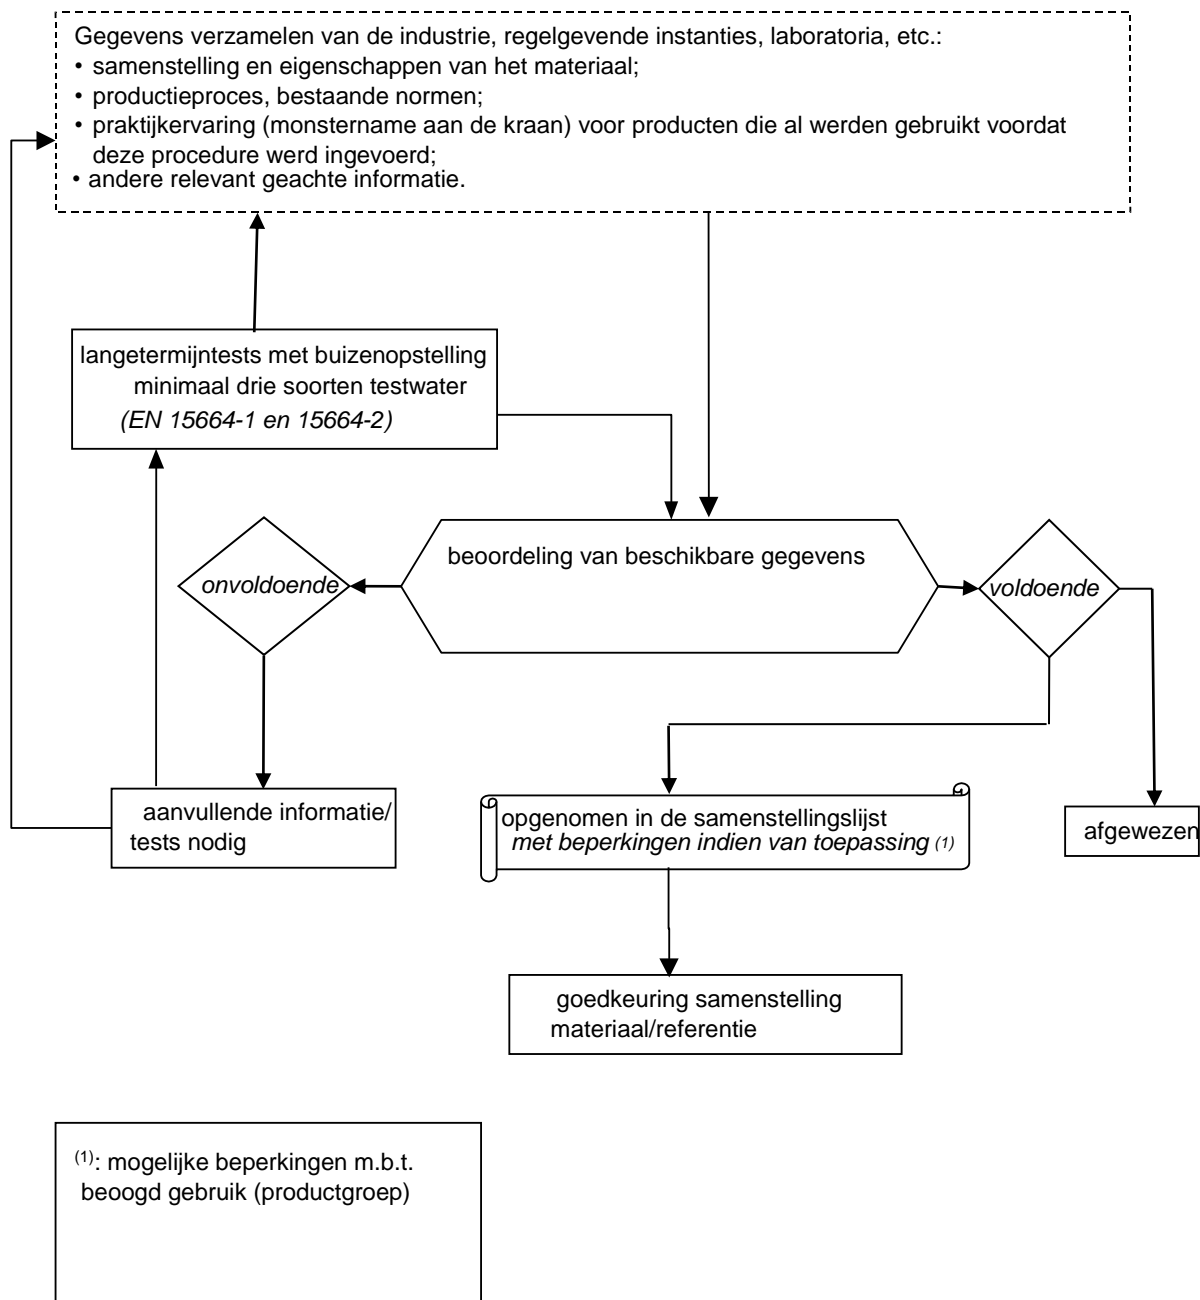 Gegevens verzamelen van de industrie, regelgevende instanties, laboratoria, etc.:
• samenstelling en eigenschappen van het materiaal;
• productieproces, bestaande normen;
• praktijkervaring (monstername aan de kraan) voor producten die al werden gebruikt voordat
deze procedure werd ingevoerd;
• andere relevant geachte informatie.
langetermijntests met buizenopstelling
minimaal drie soorten testwater
(EN 15664-1 en 15664-2)
beoordeling van beschikbare gegevens
onvoldoende
voldoende
aanvullende informatie/
tests nodig
opgenomen in de samenstellingslijst
met beperkingen indien van toepassing (1)
afgewezen
goedkeuring samenstelling
materiaal/referentie
(1): mogelijke beperkingen m.b.t.
beoogd gebruik (productgroep)